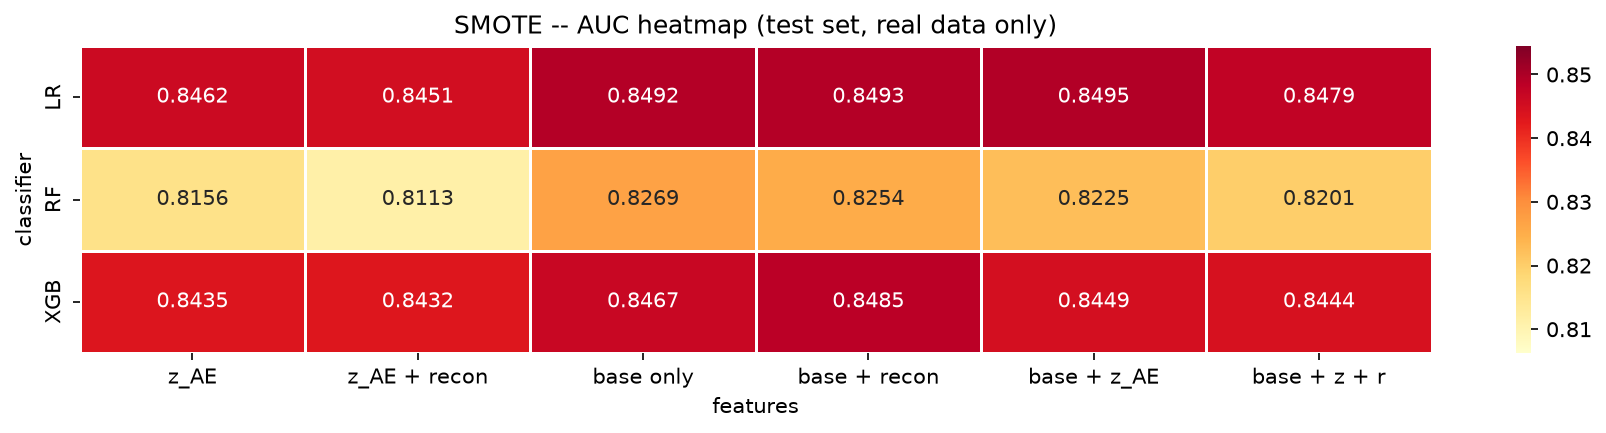 SMOTE -- AUC heatmap (test set, real data only)
classifier
LR 0.8462 0.8451 0.8492 0.8493 0.8495 0.8479
RF 0.8156 0.8113 0.8269 0.8254 0.8225 0.8201
XGB 0.8435 0.8432 0.8467 0.8485 0.8449 0.8444
z_AE z_AE + recon base only base + recon base + z_AE base + z + r
features
0.85
0.84
0.83
0.82
0.81